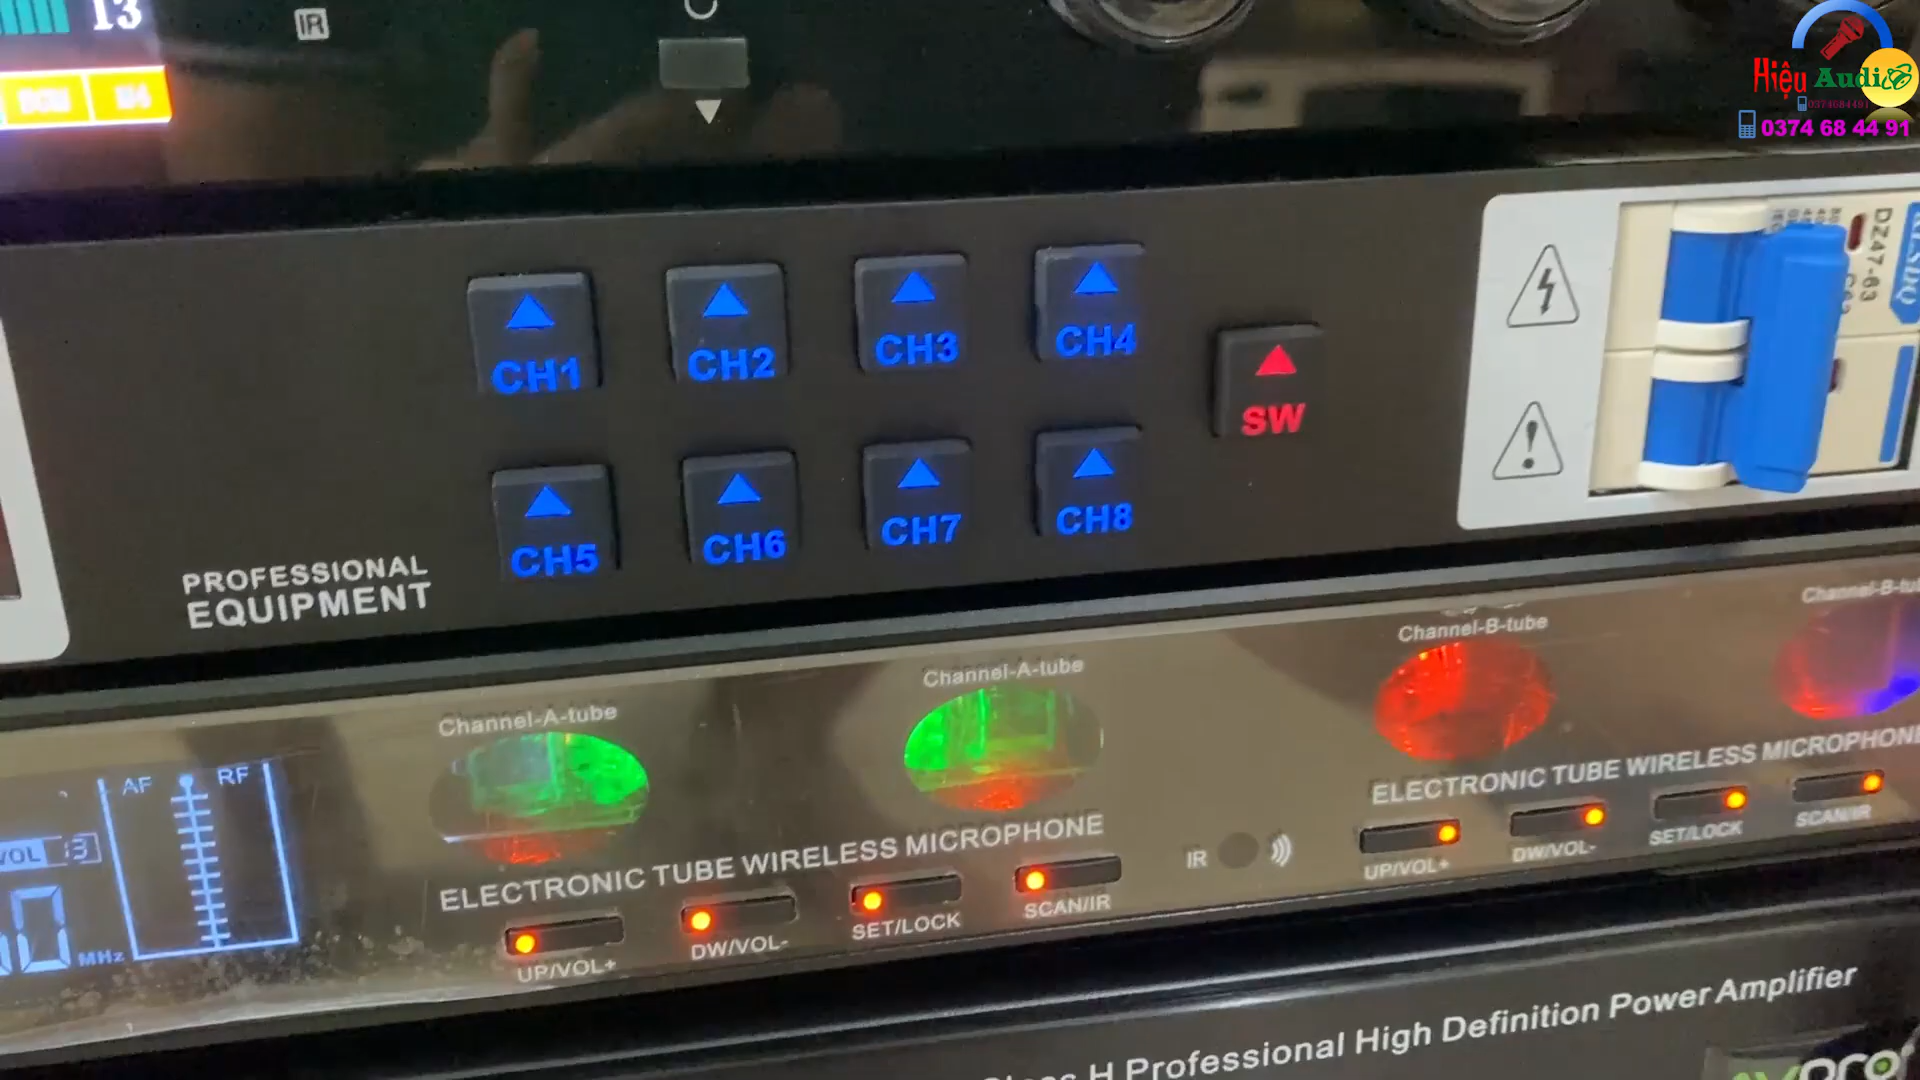 13
IR
Hiệu Audio
0374684491
0374 68 44 91
CH1
CH2
CH3
CH4
SW
CH5
CH6
CH7
CH8
DZ47-63
PROFESSIONAL
EQUIPMENT
Channel-A-tube
Channel-A-tube
Channel-B-tube
AF
RF
VOL 13
MHz
ELECTRONIC TUBE WIRELESS MICROPHONE
UP/VOL+
DW/VOL-
SET/LOCK
SCAN/IR
IR
ELECTRONIC TUBE WIRELESS MICROPHONE
UP/VOL+
DW/VOL-
SET/LOCK
SCAN/IR
H Professional High Definition Power Amplifier